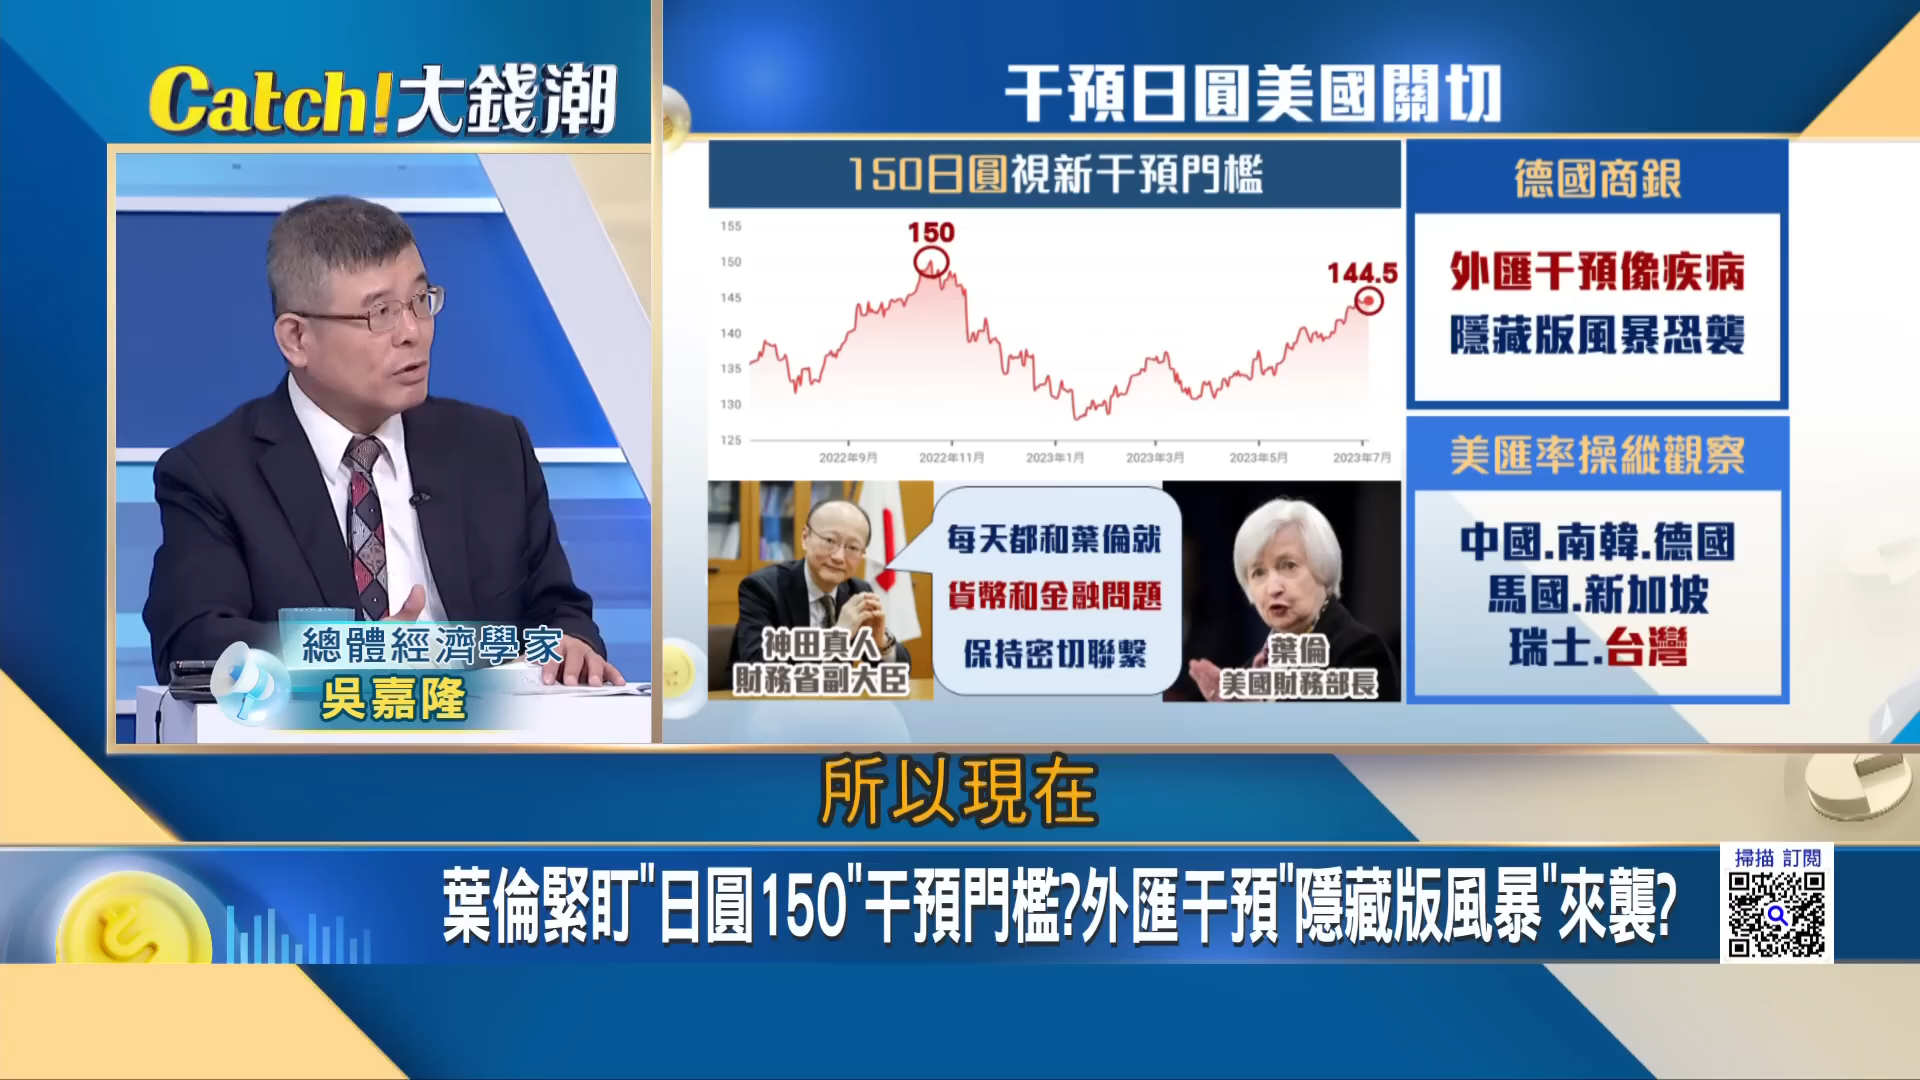 Catch!大錢潮
干預日圓美國關切
150日圓視新干預門檻
155
150
145
140
135
130
125
150
144.5
2022年9月
2022年11月
2023年1月
2023年3月
2023年5月
2023年7月
德國商銀
外匯干預像疾病
隱藏版風暴恐襲
美匯率操縱觀察
中國.南韓.德國
馬國.新加坡
瑞士.台灣
每天都和葉倫就
貨幣和金融問題
保持密切聯繫
神田真人
財務省副大臣
葉倫
美國財務部長
總體經濟學家
吳嘉隆
所以現在
葉倫緊盯"日圓150"干預門檻?外匯干預"隱藏版風暴"來襲?
掃描 訂閱